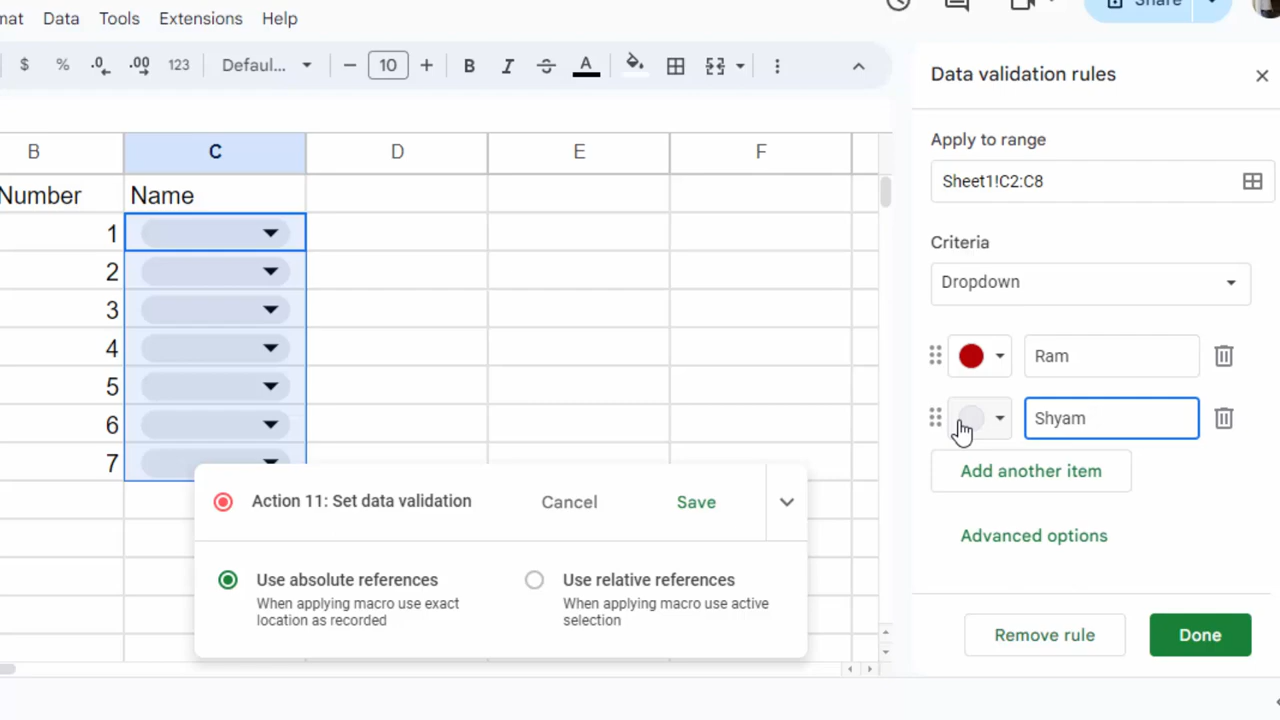 mat Data Tools Extensions Help
Share
$ % .0 .00 123 Defaul... 10 B I A
Data validation rules
Apply to range
Sheet1!C2:C8
B C D E F
Number Name
1
2
3
4
5
6
7
Criteria
Dropdown
Ram
Shyam
Add another item
Advanced options
Remove rule Done
Action 11: Set data validation Cancel Save
Use absolute references
When applying macro use exact
location as recorded
Use relative references
When applying macro use active
selection